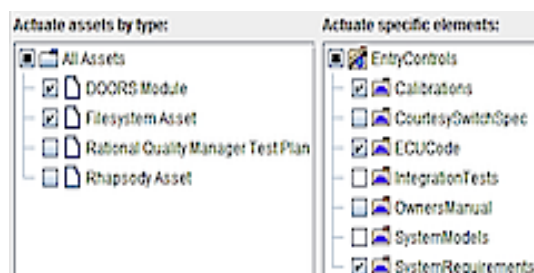 Actuate assets by type:
All Assets
DOORS Module
Filesystem Asset
Rational Quality Manager Test Plan
Rhapsody Asset
Actuate specific elements:
EntryControls
Calibrations
CourtesySwitchSpec
ECUCode
IntegrationTests
OwnersManual
SystemModels
SystemRequirements